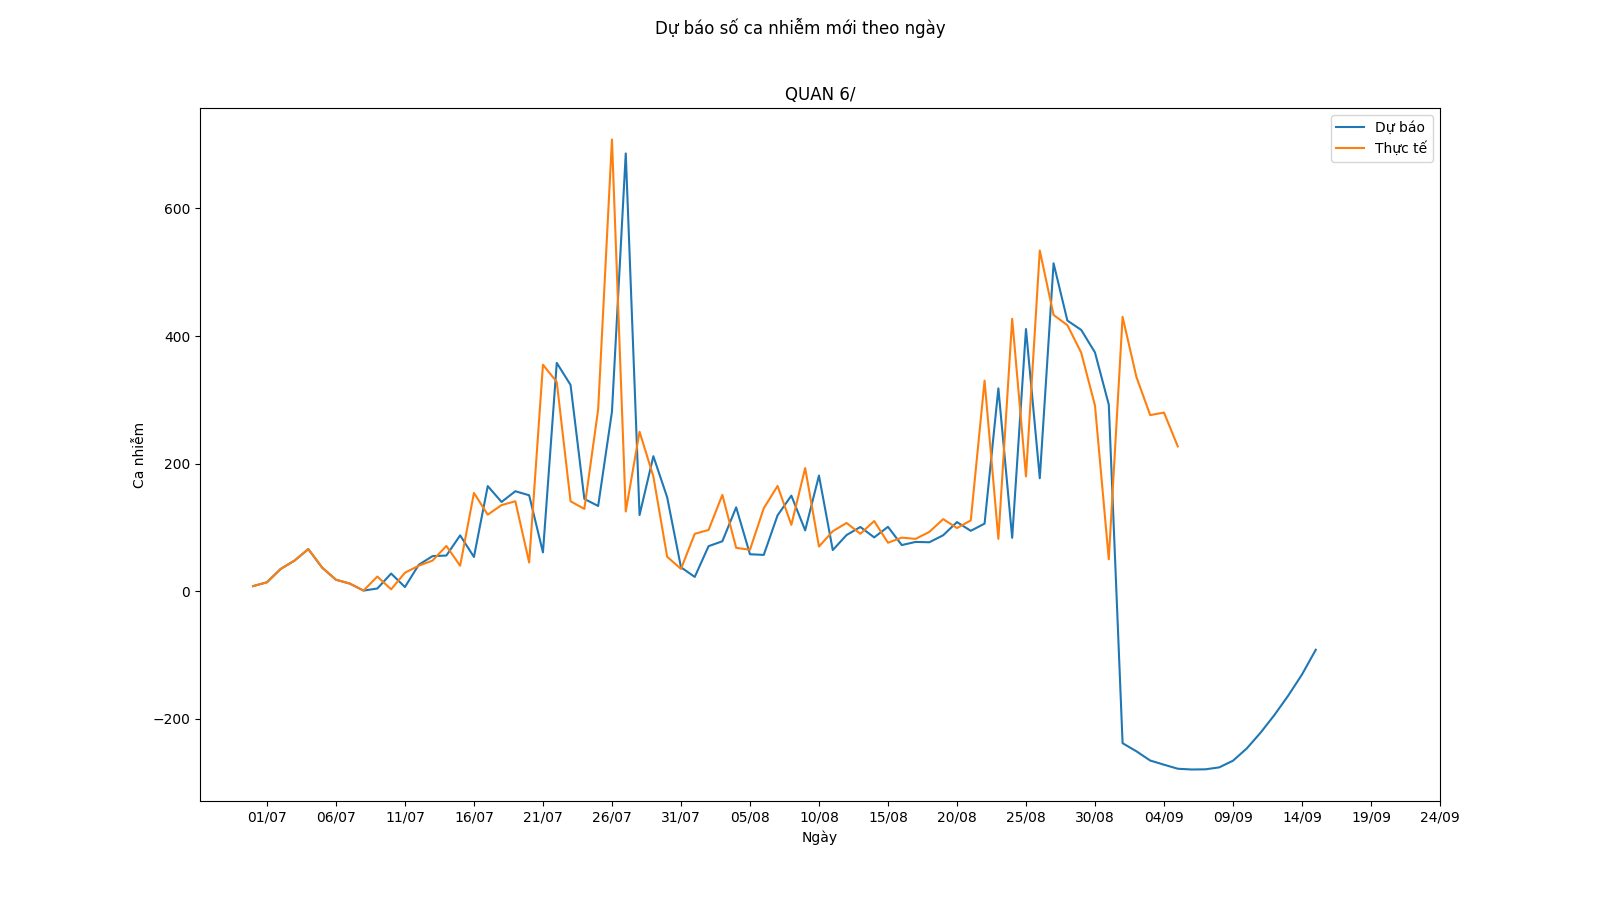 Dự báo số ca nhiễm mới theo ngày
QUAN 6/
Dự báo
Thực tế
600
400
200
0
−200
Ca nhiễm
01/07 06/07 11/07 16/07 21/07 26/07 31/07 05/08 10/08 15/08 20/08 25/08 30/08 04/09 09/09 14/09 19/09 24/09
Ngày